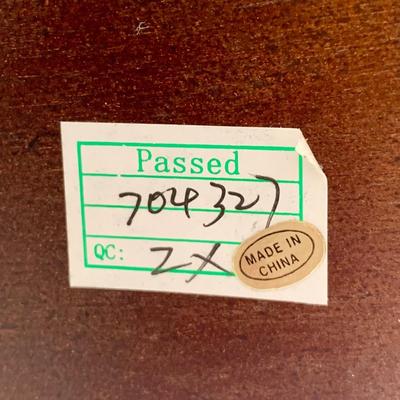 Passed
704327
QC: ZX
MADE IN
CHINA